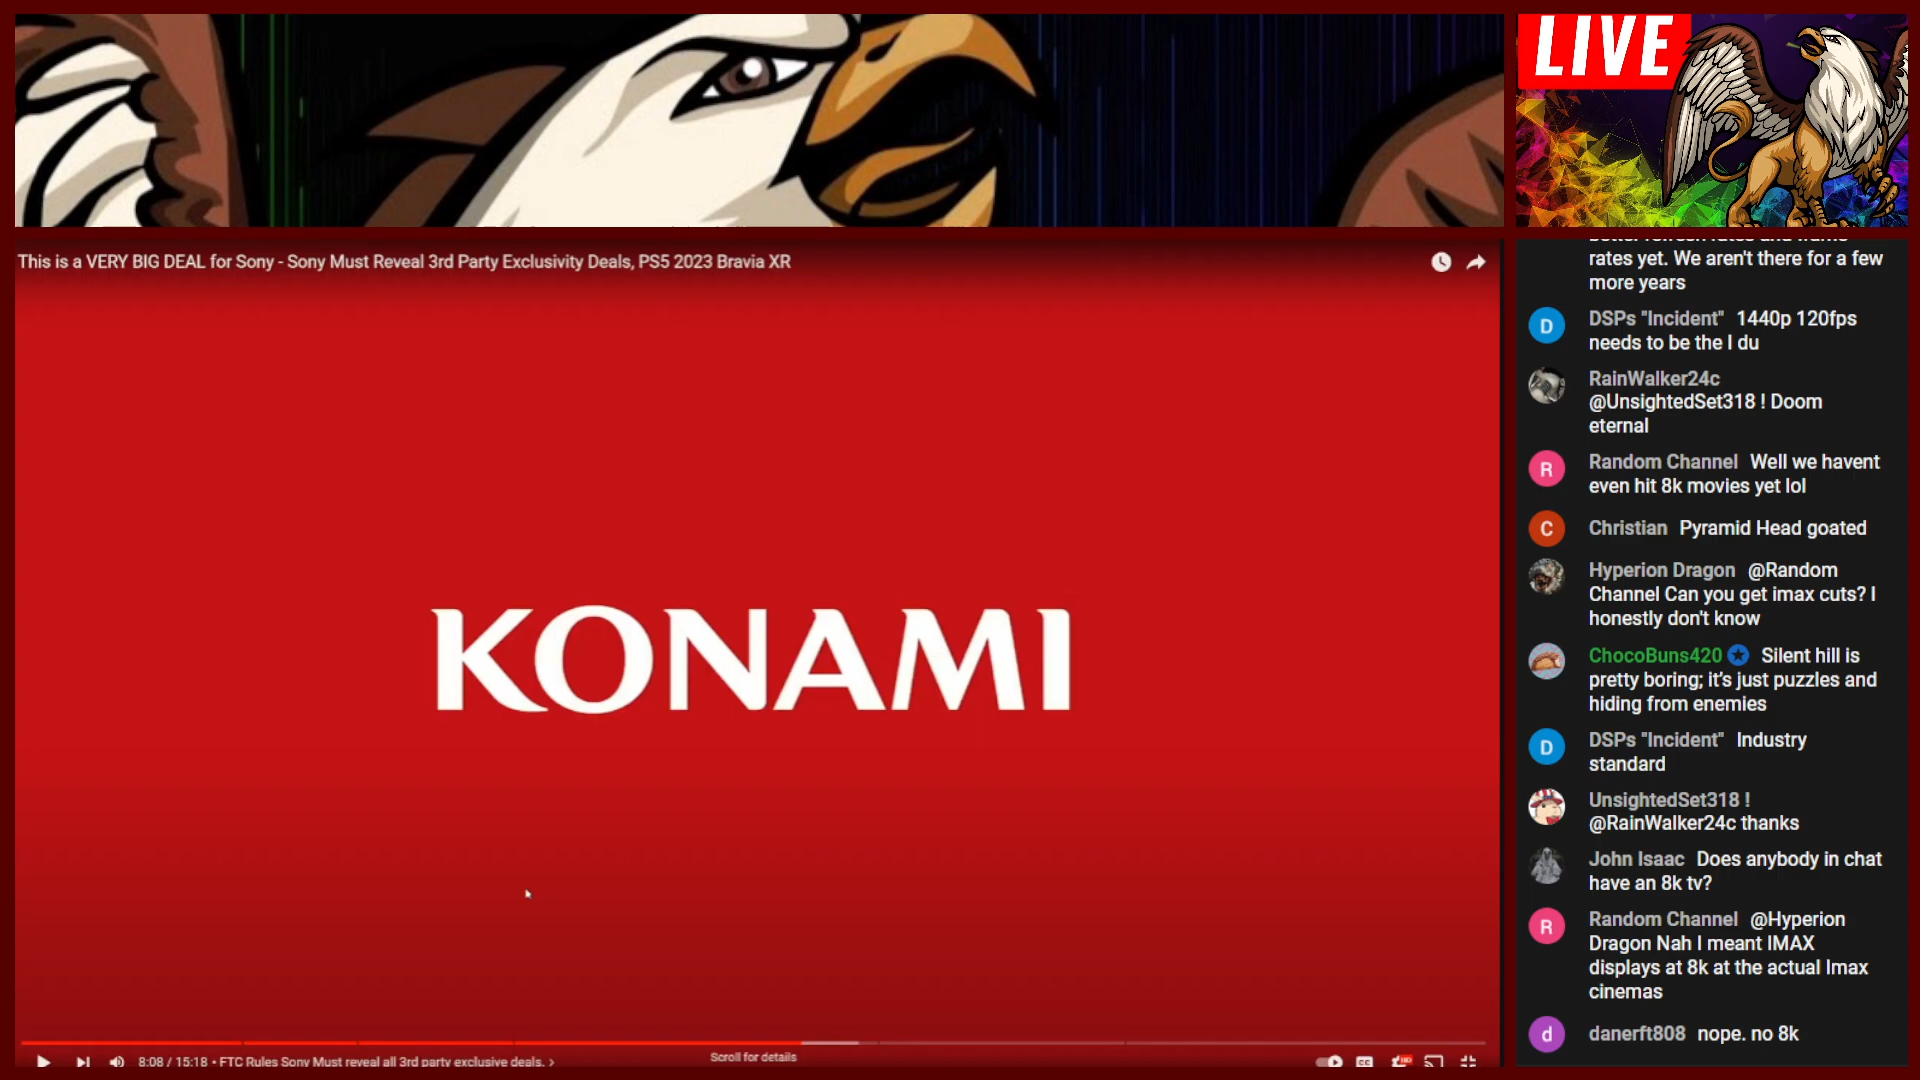 LIVE
This is a VERY BIG DEAL for Sony - Sony Must Reveal 3rd Party Exclusivity Deals, PS5 2023 Bravia XR
KONAMI
8:08 / 15:18 • FTC Rules Sony Must reveal all 3rd party exclusive deals. >
Scroll for details
better refresh rates and frame
rates yet. We aren't there for a few
more years
D
DSPs "Incident" 1440p 120fps
needs to be the I du
RainWalker24c
@UnsightedSet318 ! Doom
eternal
R
Random Channel Well we havent
even hit 8k movies yet lol
C
Christian Pyramid Head goated
Hyperion Dragon @Random
Channel Can you get imax cuts? I
honestly don't know
ChocoBuns420 Silent hill is
pretty boring; it's just puzzles and
hiding from enemies
D
DSPs "Incident" Industry
standard
UnsightedSet318 !
@RainWalker24c thanks
John Isaac Does anybody in chat
have an 8k tv?
R
Random Channel @Hyperion
Dragon Nah I meant IMAX
displays at 8k at the actual Imax
cinemas
d
danerft808 nope. no 8k